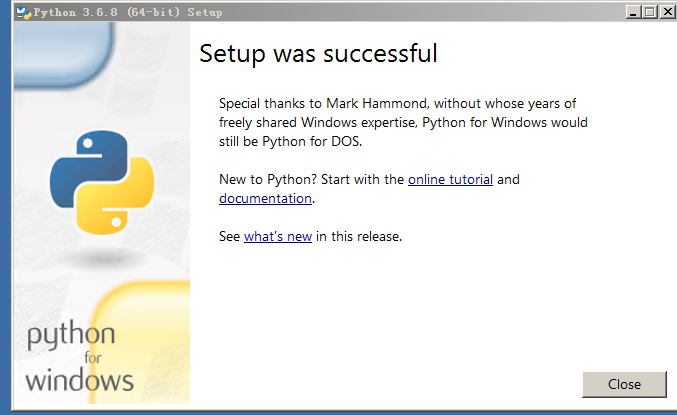 Python 3.6.8 (64-bit) Setup
Setup was successful
Special thanks to Mark Hammond, without whose years of
freely shared Windows expertise, Python for Windows would
still be Python for DOS.
New to Python? Start with the online tutorial and
documentation.
See what's new in this release.
python
for
windows
Close